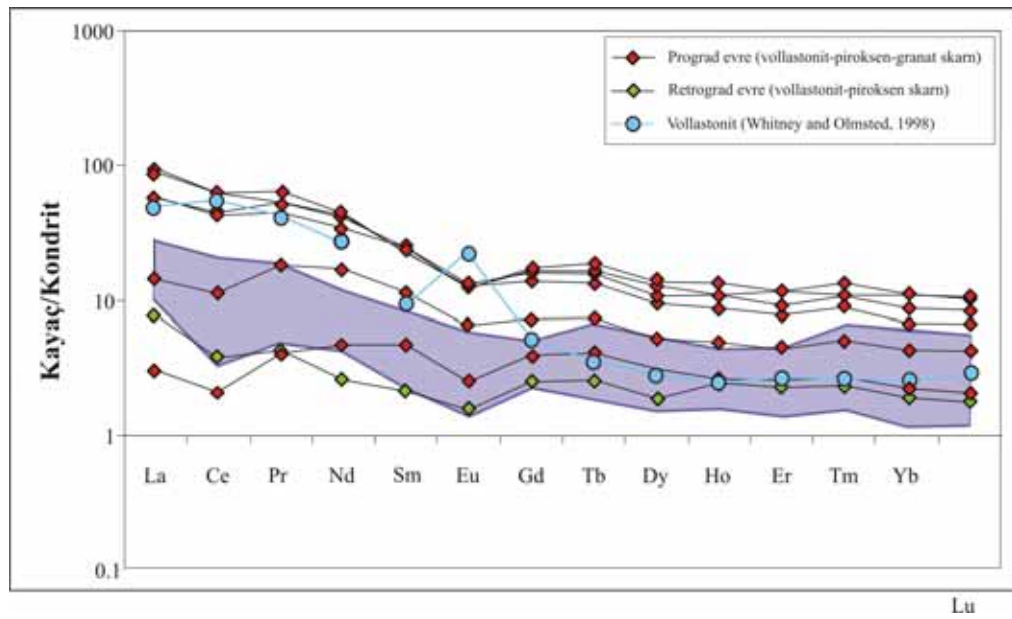 1000
100
10
1
0.1
Kayaç/Kondrit
Prograd evre (vollastonit-piroksen-granat skarn)
Retrograd evre (vollastonit-piroksen skarn)
Vollastonit (Whitney and Olmsted, 1998)
La Ce Pr Nd Sm Eu Gd Tb Dy Ho Er Tm Yb
Lu